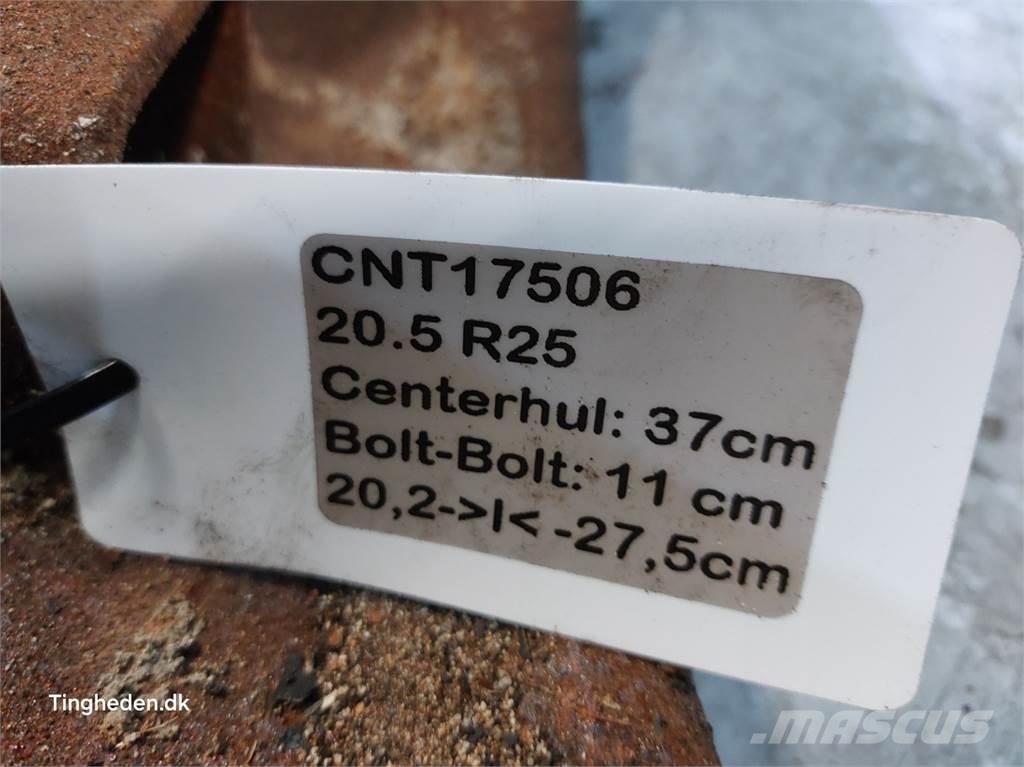 CNT17506
20.5 R25
Centerhul: 37cm
Bolt-Bolt: 11 cm
20,2->|< -27,5cm
Tingheden.dk
MASCUS